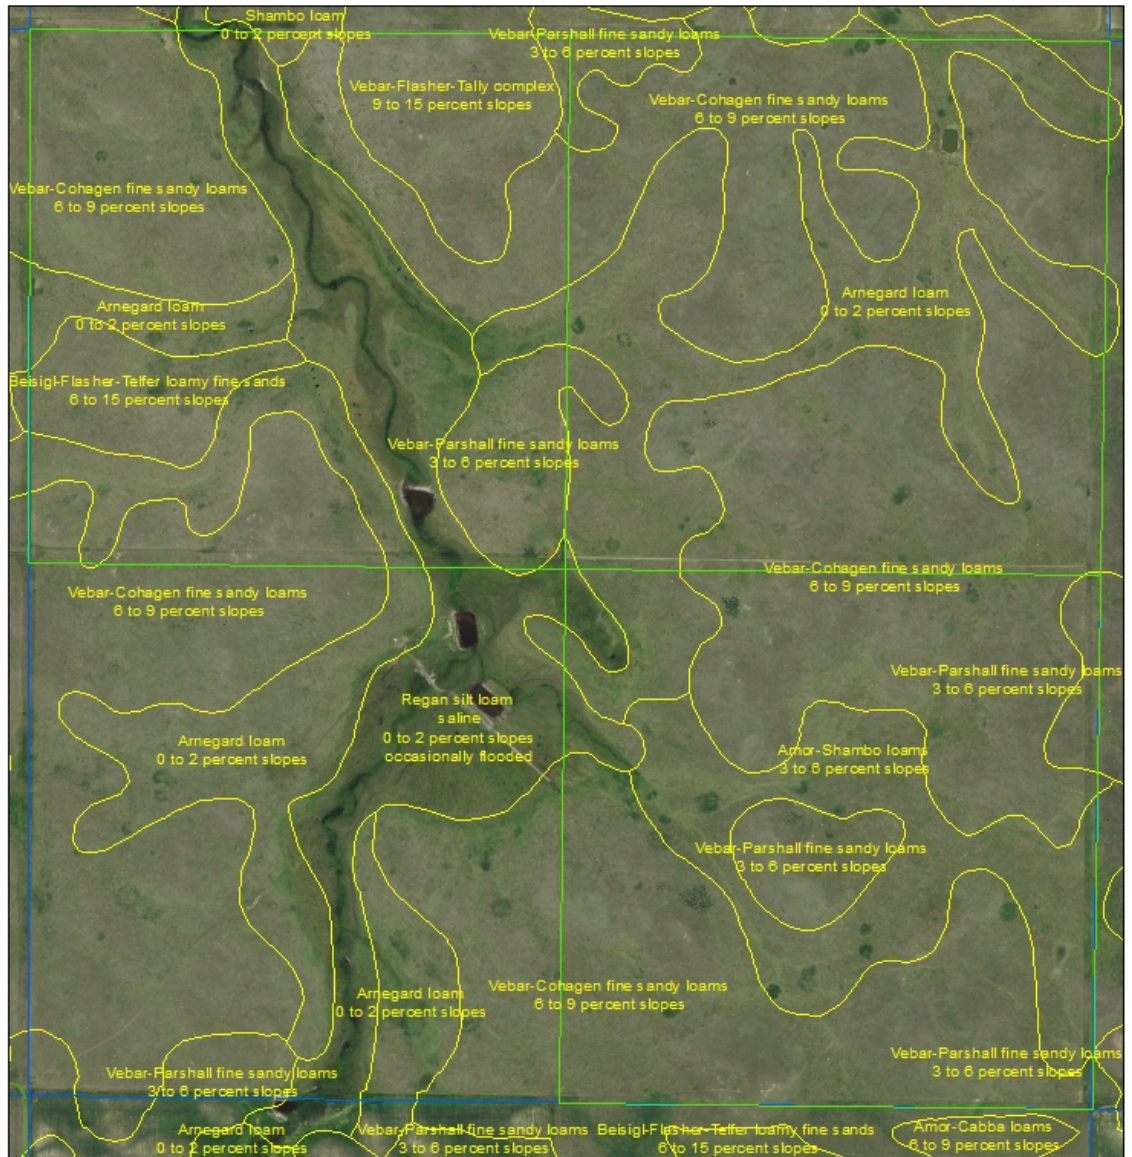 Shambo loam
0 to 2 percent slopes
Vebar-Parshall fine sandy loams
3 to 6 percent slopes
Vebar-Flasher-Tally complex
9 to 15 percent slopes
Vebar-Cohagen fine sandy loams
6 to 9 percent slopes
Vebar-Cohagen fine sandy loams
6 to 9 percent slopes
Arnegard loam
0 to 2 percent slopes
Arnegard loam
0 to 2 percent slopes
Beisigl-Flasher-Telfer loamy fine sands
6 to 15 percent slopes
Vebar-Parshall fine sandy loams
3 to 6 percent slopes
Vebar-Cohagen fine sandy loams
6 to 9 percent slopes
Vebar-Cohagen fine sandy loams
6 to 9 percent slopes
Vebar-Parshall fine sandy loams
3 to 6 percent slopes
Regan silt loam
saline
0 to 2 percent slopes
occasionally flooded
Arnegard loam
0 to 2 percent slopes
Amor-Shambo loams
3 to 6 percent slopes
Vebar-Parshall fine sandy loams
3 to 6 percent slopes
Arnegard loam
0 to 2 percent slopes
Vebar-Cohagen fine sandy loams
6 to 9 percent slopes
Vebar-Parshall fine sandy loams
3 to 6 percent slopes
Vebar-Parshall fine sandy loams
3 to 6 percent slopes
Arnegard loam
0 to 2 percent slopes
Vebar-Parshall fine sandy loams
3 to 6 percent slopes
Beisigl-Flasher-Telfer loamy fine sands
6 to 15 percent slopes
Amor-Cabba loams
6 to 9 percent slopes